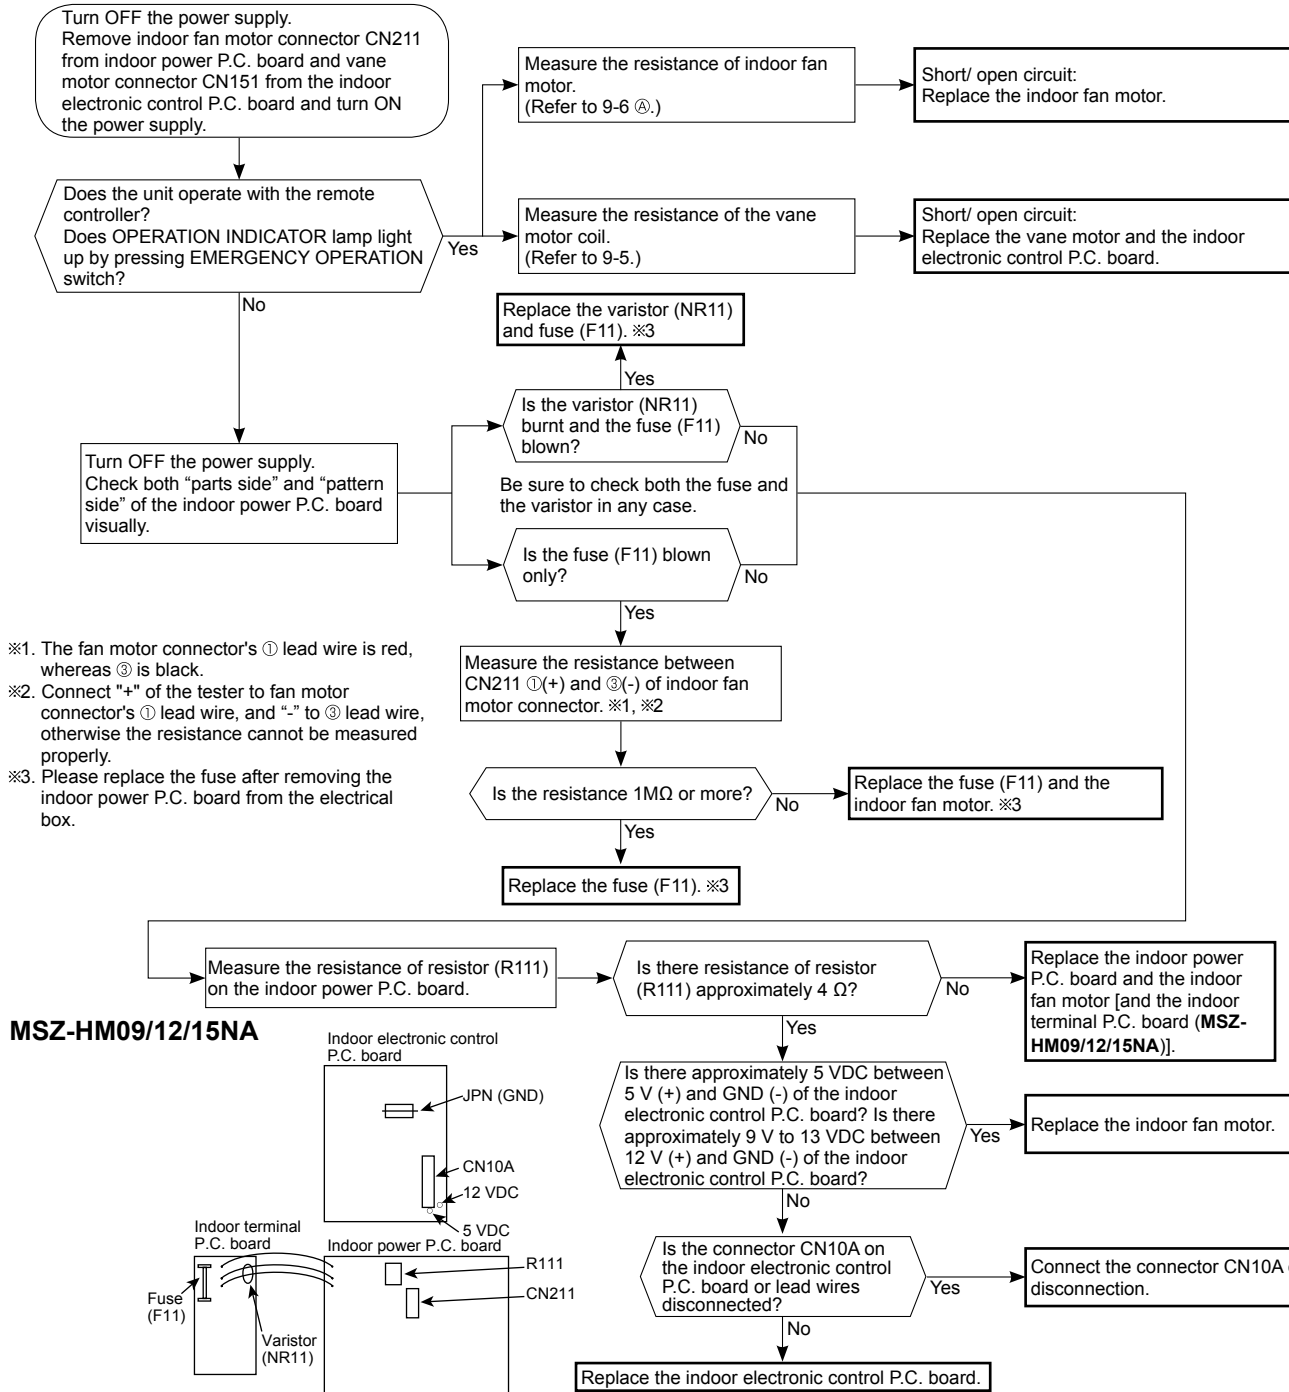 Turn OFF the power supply.
Remove indoor fan motor connector CN211
from indoor power P.C. board and vane
motor connector CN151 from the indoor
electronic control P.C. board and turn ON
the power supply.
Measure the resistance of indoor fan
motor.
(Refer to 9-6 Ⓐ.)
Short/ open circuit:
Replace the indoor fan motor.
Does the unit operate with the remote
controller?
Does OPERATION INDICATOR lamp light
up by pressing EMERGENCY OPERATION
switch?
Yes
Measure the resistance of the vane
motor coil.
(Refer to 9-5.)
Short/ open circuit:
Replace the vane motor and the indoor
electronic control P.C. board.
No
Replace the varistor (NR11)
and fuse (F11). ※3
Yes
Is the varistor (NR11)
burnt and the fuse (F11)
blown?
No
Turn OFF the power supply.
Check both “parts side” and “pattern
side” of the indoor power P.C. board
visually.
Be sure to check both the fuse and
the varistor in any case.
Is the fuse (F11) blown
only?
No
Yes
※1. The fan motor connector's ① lead wire is red,
whereas ③ is black.
※2. Connect "+" of the tester to fan motor
connector's ① lead wire, and “-” to ③ lead wire,
otherwise the resistance cannot be measured
properly.
※3. Please replace the fuse after removing the
indoor power P.C. board from the electrical
box.
Measure the resistance between
CN211 ①(+) and ③(-) of indoor fan
motor connector. ※1, ※2
Is the resistance 1MΩ or more?
No
Replace the fuse (F11) and the
indoor fan motor. ※3
Yes
Replace the fuse (F11). ※3
Measure the resistance of resistor (R111)
on the indoor power P.C. board.
Is there resistance of resistor
(R111) approximately 4 Ω?
No
Replace the indoor power
P.C. board and the indoor
fan motor [and the indoor
terminal P.C. board (MSZ-
HM09/12/15NA)].
Yes
MSZ-HM09/12/15NA
Indoor electronic control
P.C. board
JPN (GND)
CN10A
12 VDC
5 VDC
Indoor terminal
P.C. board
Indoor power P.C. board
R111
CN211
Fuse
(F11)
Varistor
(NR11)
Is there approximately 5 VDC between
5 V (+) and GND (-) of the indoor
electronic control P.C. board? Is there
approximately 9 V to 13 VDC between
12 V (+) and GND (-) of the indoor
electronic control P.C. board?
Yes
Replace the indoor fan motor.
No
Is the connector CN10A on
the indoor electronic control
P.C. board or lead wires
disconnected?
Yes
Connect the connector CN10A
disconnection.
No
Replace the indoor electronic control P.C. board.